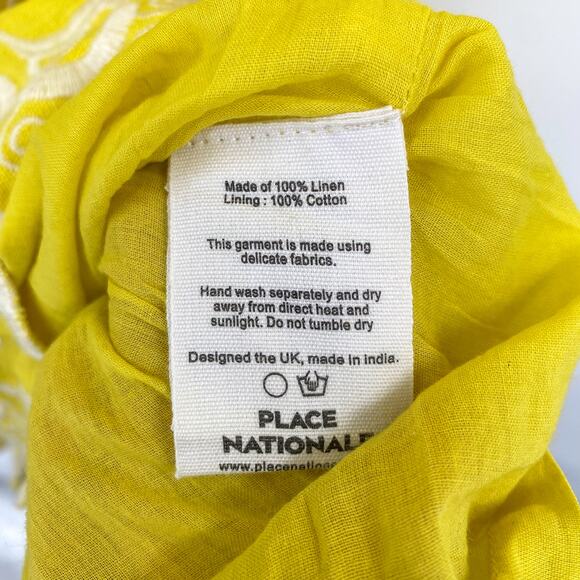 Made of 100% Linen
Lining : 100% Cotton
This garment is made using
delicate fabrics.
Hand wash separately and dry
away from direct heat and
sunlight. Do not tumble dry
Designed the UK, made in india.
PLACE
NATIONALE